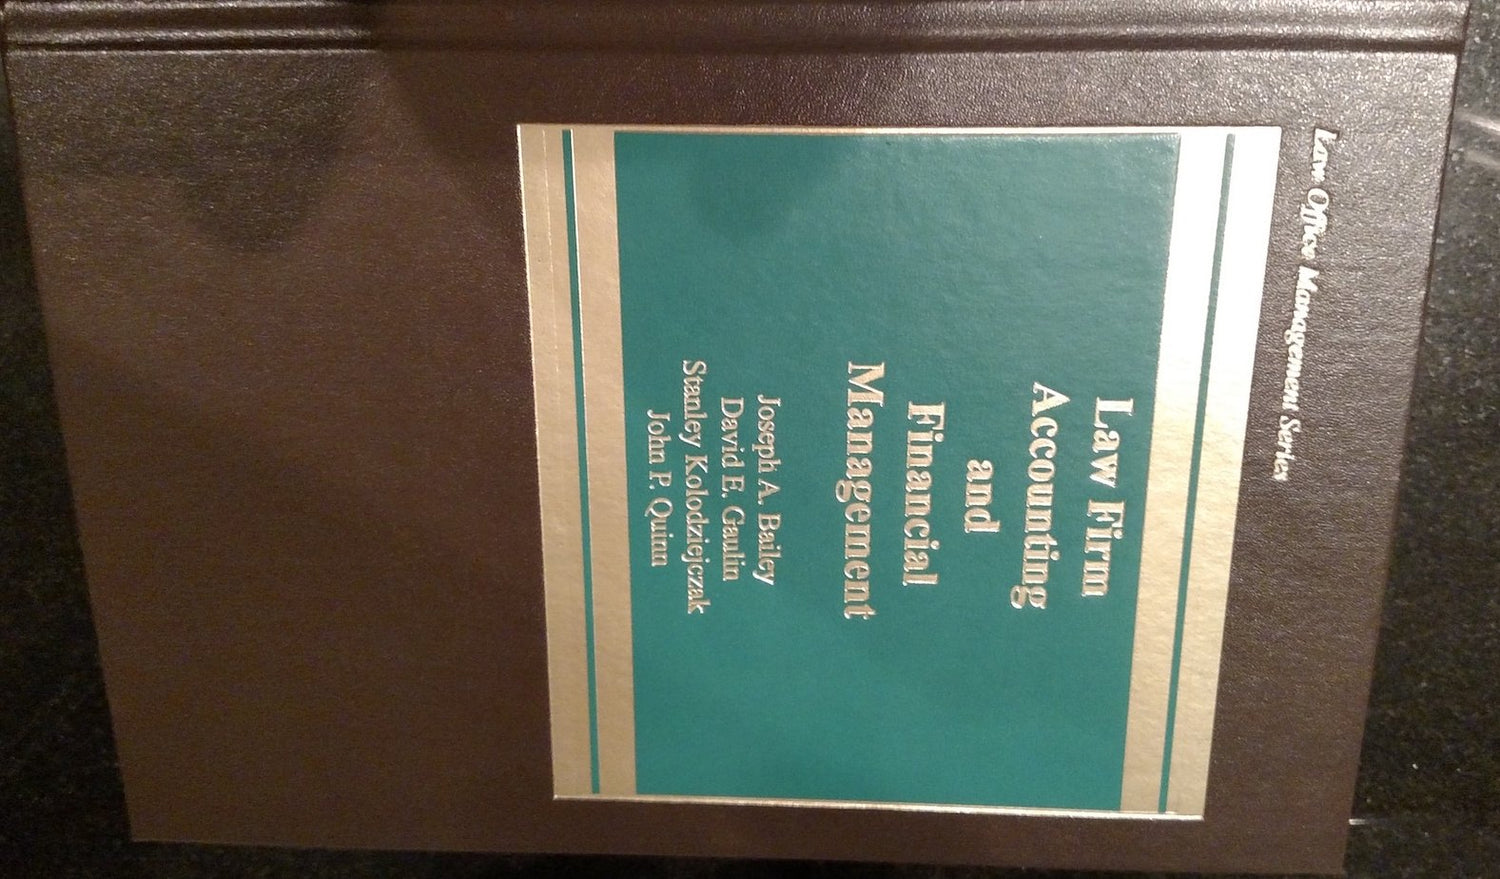 Law Office Management Series
Law Firm
Accounting
and
Financial
Management
Joseph A. Bailey
David E. Gaulin
Stanley Kolodziejczak
John P. Quinn